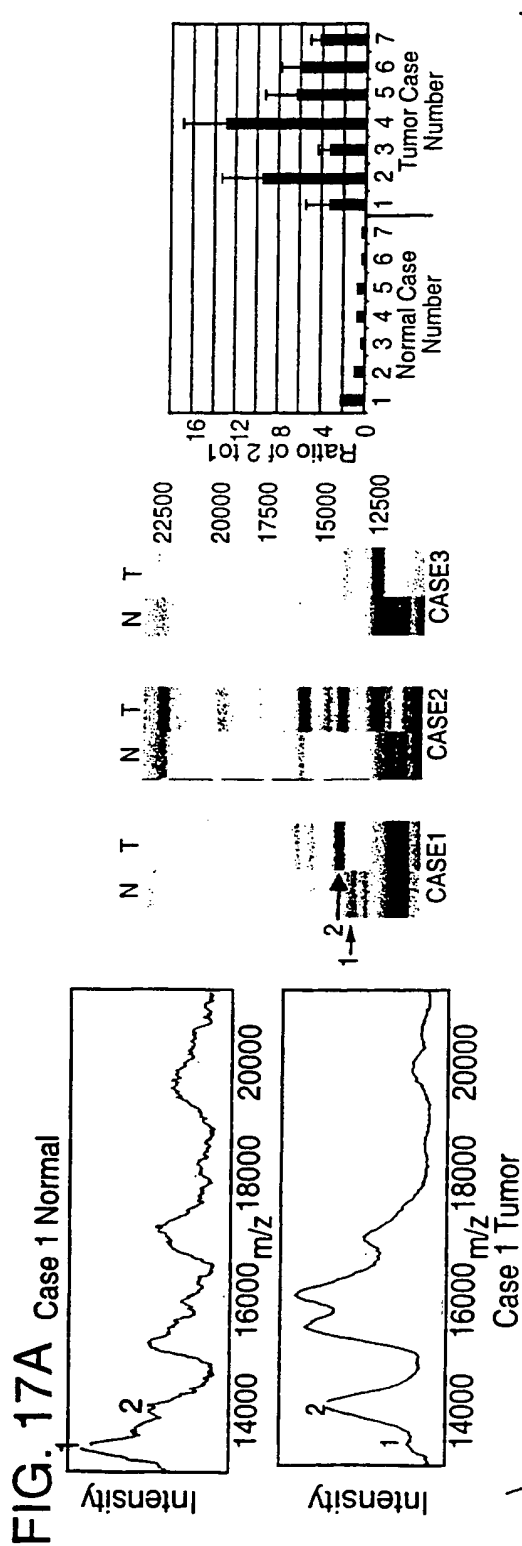 FIG. 17A
Case 1 Normal
Intensity
1
2
14000 16000 18000 20000
m/z
Intensity
1
2
14000 16000 18000 20000
m/z
Case 1 Tumor
N T
1
2
CASE1
N T
CASE2
N T
CASE3
22500
20000
17500
15000
12500
Ratio of 2 to1
16
12
8
4
0
1 2 3 4 5 6 7
Normal Case
Number
1 2 3 4 5 6 7
Tumor Case
Number